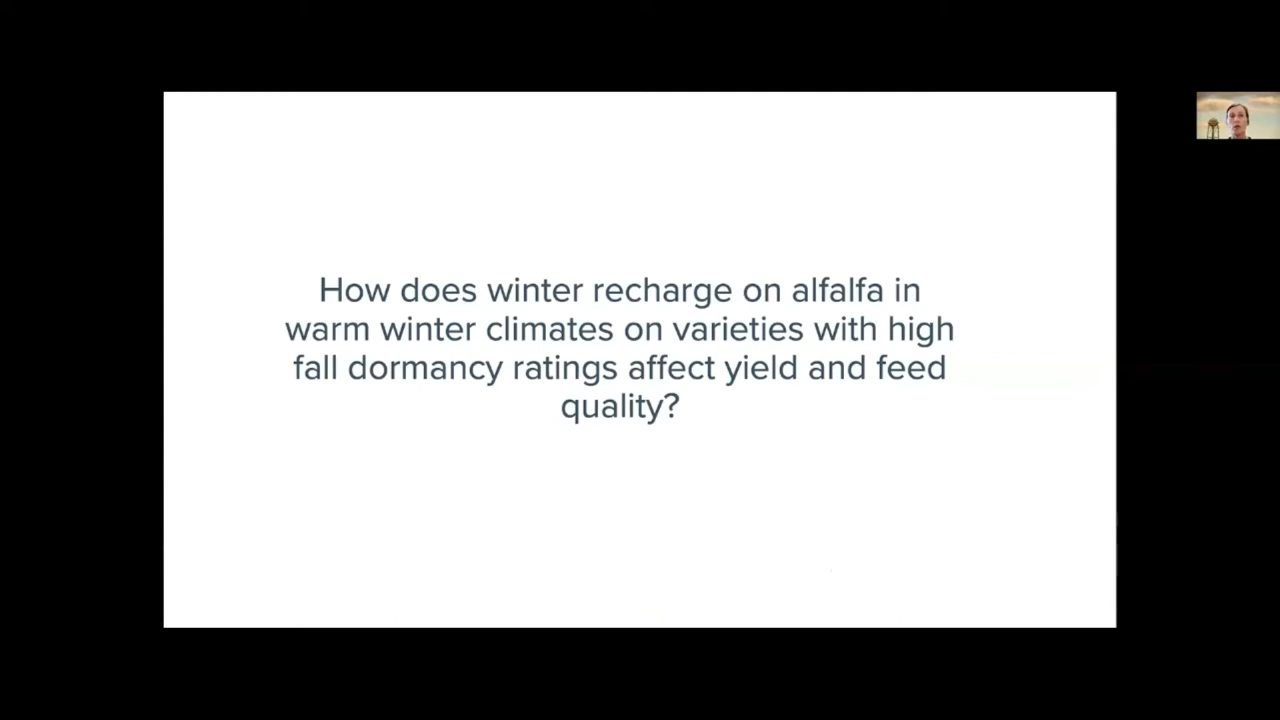 How does winter recharge on alfalfa in
warm winter climates on varieties with high
fall dormancy ratings affect yield and feed
quality?